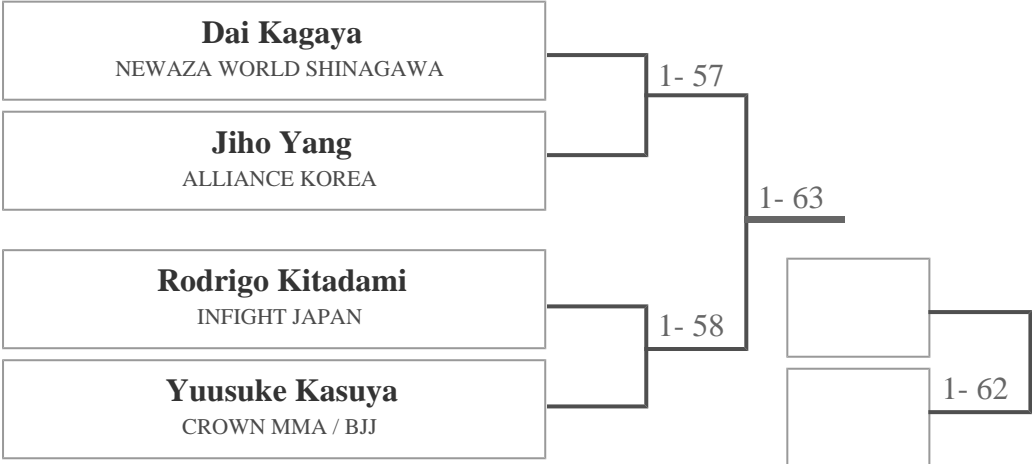 Dai Kagaya
NEWAZA WORLD SHINAGAWA
1- 57
Jiho Yang
ALLIANCE KOREA
1- 63
Rodrigo Kitadami
INFIGHT JAPAN
1- 58
Yuusuke Kasuya
CROWN MMA / BJJ
1- 62